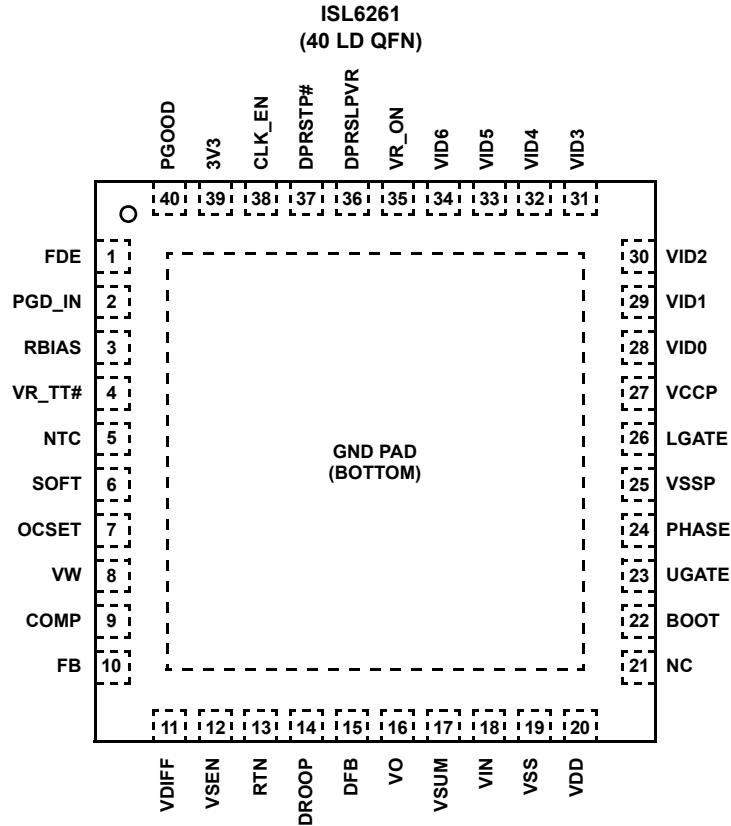 ISL6261
(40 LD QFN)
PGOOD
3V3
CLK_EN
DPRSTP#
DPRSLPVR
VR_ON
VID6
VID5
VID4
VID3
40 39 38 37 36 35 34 33 32 31
FDE 1
PGD_IN 2
RBIAS 3
VR_TT# 4
NTC 5
SOFT 6
OCSET 7
VW 8
COMP 9
FB 10
GND PAD
(BOTTOM)
30 VID2
29 VID1
28 VID0
27 VCCP
26 LGATE
25 VSSP
24 PHASE
23 UGATE
22 BOOT
21 NC
11 12 13 14 15 16 17 18 19 20
VDIFF
VSEN
RTN
DROOP
DFB
VO
VSUM
VIN
VSS
VDD